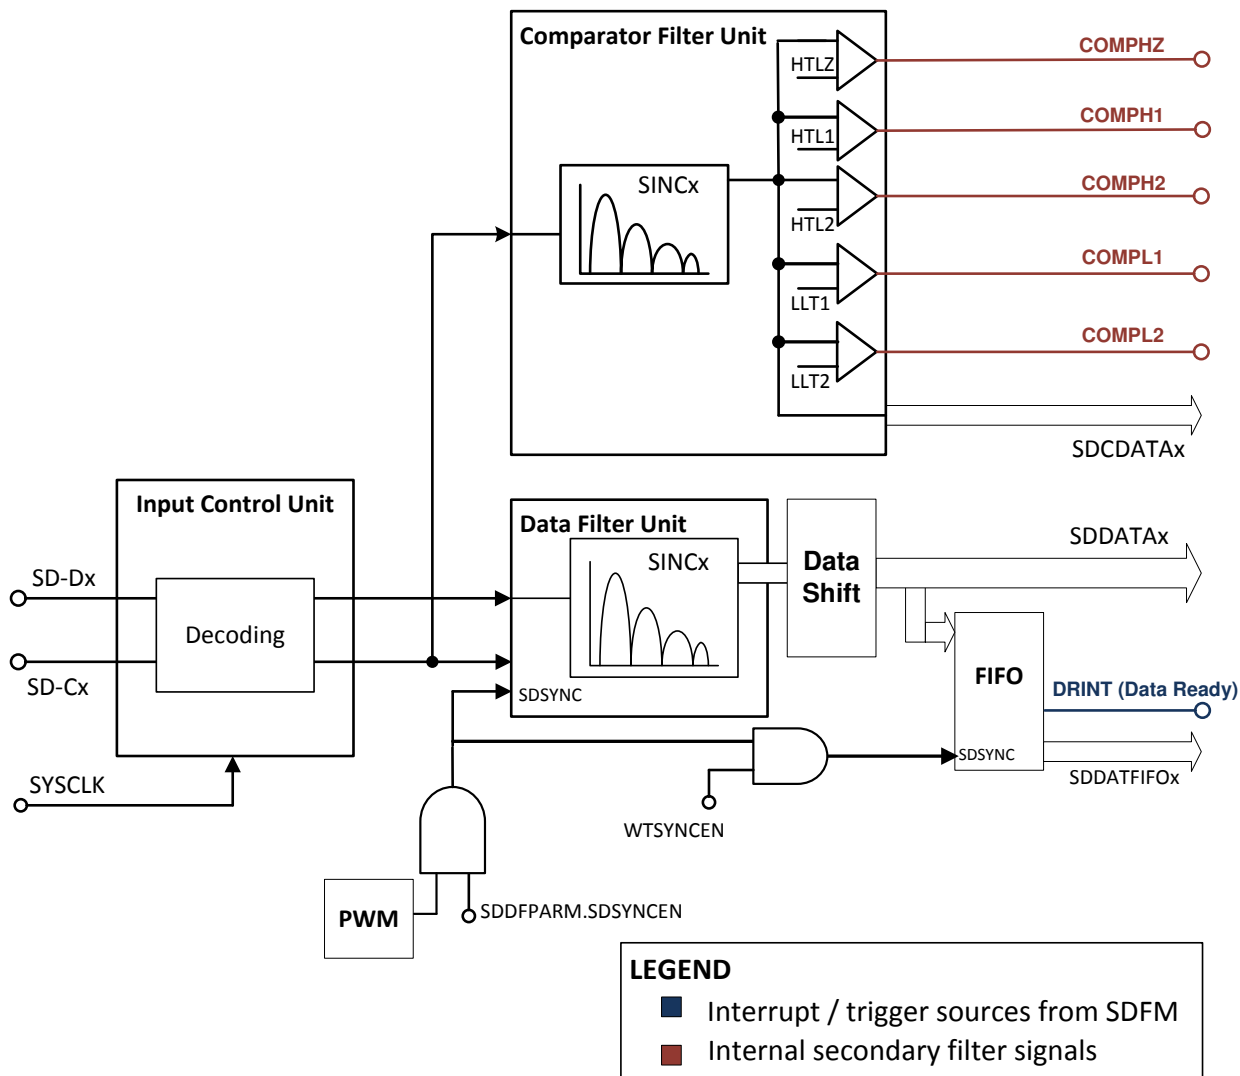 Comparator Filter Unit
COMPHZ
HTLZ
COMPH1
HTL1
SINCx
COMPH2
HTL2
COMPL1
LLT1
COMPL2
LLT2
SDCDATAx
Input Control Unit
Data Filter Unit
SDDATAx
SINCx
Data
Shift
SD-Dx
Decoding
SD-Cx
FIFO
DRINT (Data Ready)
SDSYNC
SDSYNC
SDDATFIFOx
SYSCLK
WTSYNCEN
PWM
SDDFPARM.SDSYNCEN
LEGEND
Interrupt / trigger sources from SDFM
Internal secondary filter signals